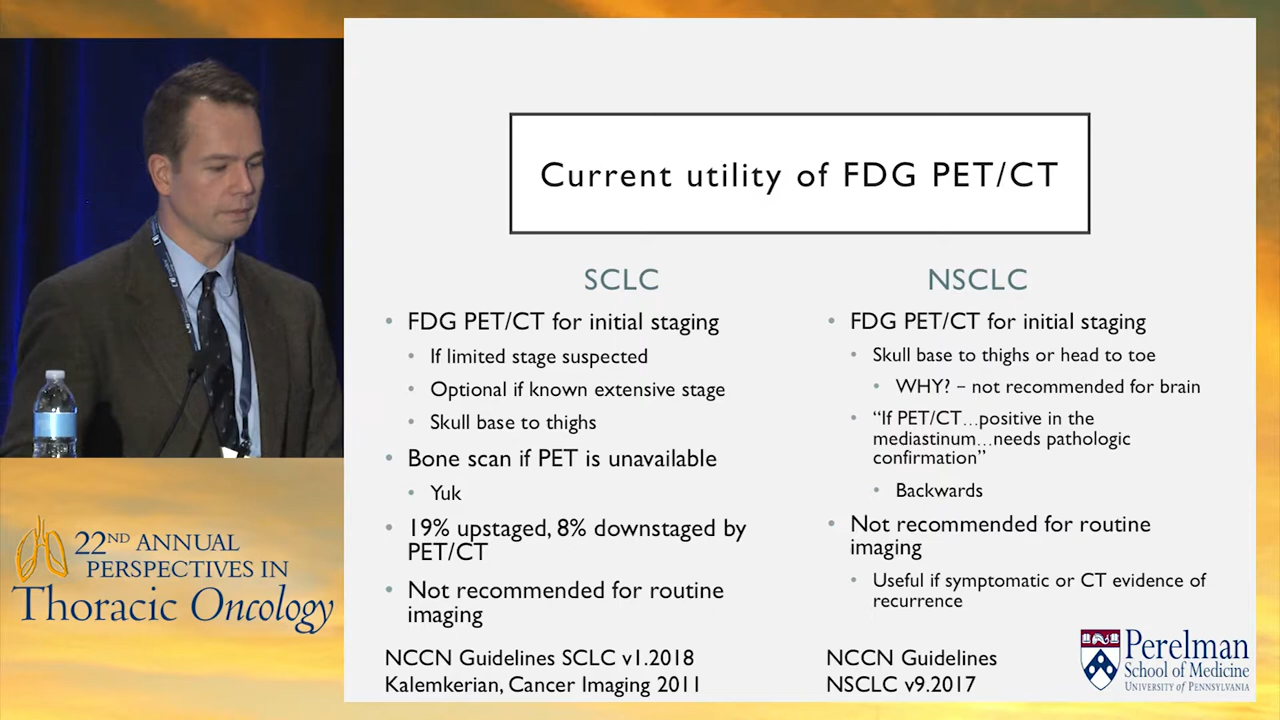 Current utility of FDG PET/CT
SCLC
• FDG PET/CT for initial staging
• If limited stage suspected
• Optional if known extensive stage
• Skull base to thighs
• Bone scan if PET is unavailable
• Yuk
• 19% upstaged, 8% downstaged by
PET/CT
• Not recommended for routine
imaging
NCCN Guidelines SCLC v1.2018
Kalemkerian, Cancer Imaging 2011
NSCLC
• FDG PET/CT for initial staging
• Skull base to thighs or head to toe
• WHY? – not recommended for brain
• “If PET/CT…positive in the
mediastinum…needs pathologic
confirmation”
• Backwards
• Not recommended for routine
imaging
• Useful if symptomatic or CT evidence of
recurrence
NCCN Guidelines
NSCLC v9.2017
Perelman
School of Medicine
University of Pennsylvania
22ND ANNUAL
PERSPECTIVES IN
Thoracic Oncology